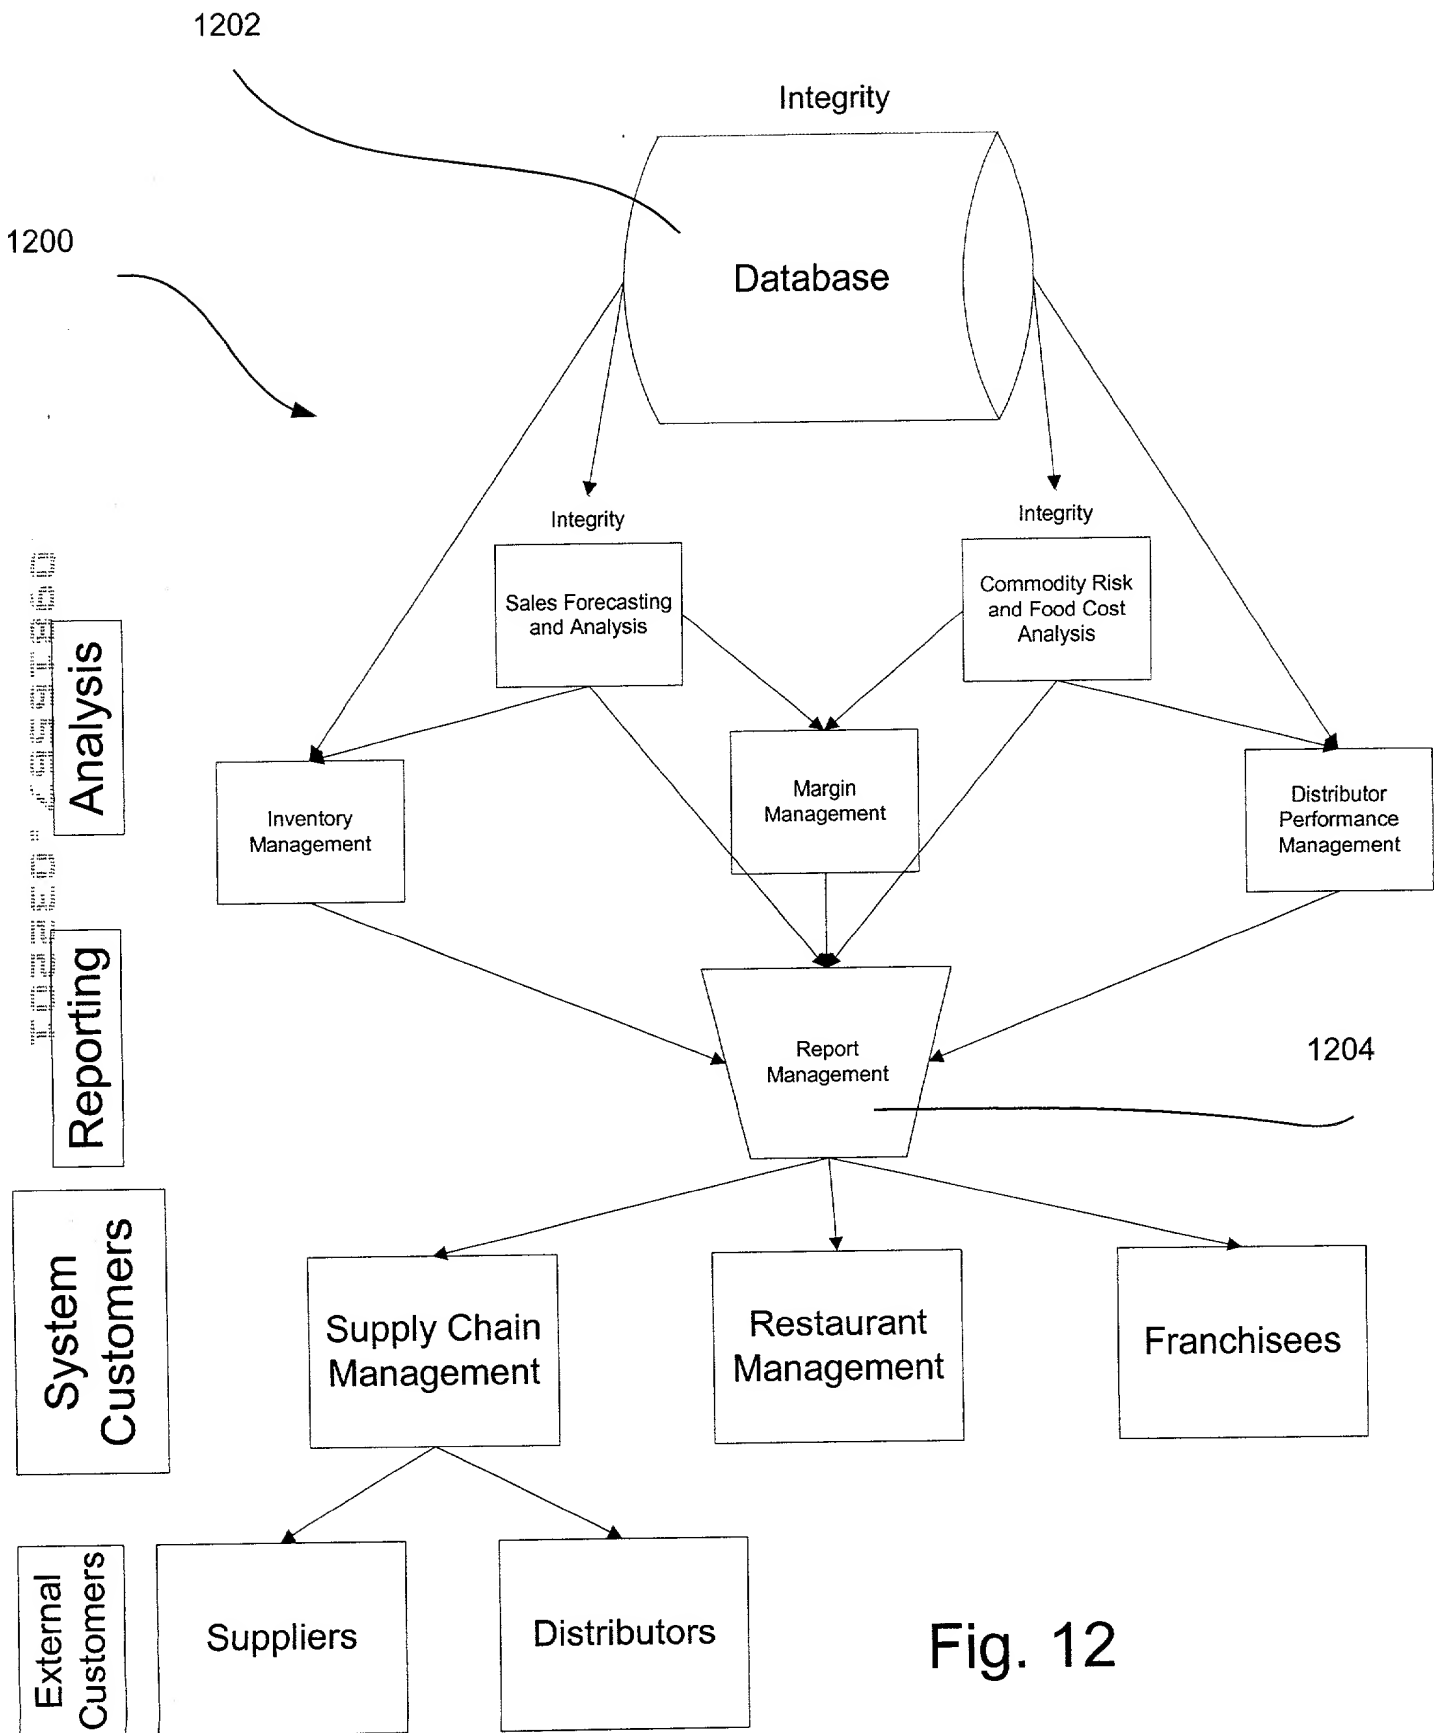 1202
Integrity
1200
Database
Integrity
Integrity
Sales Forecasting
and Analysis
Commodity Risk
and Food Cost
Analysis
Analysis
Inventory
Management
Margin
Management
Distributor
Performance
Management
Reporting
Report
Management
1204
System
Customers
Supply Chain
Management
Restaurant
Management
Franchisees
External
Customers
Suppliers
Distributors
Fig. 12